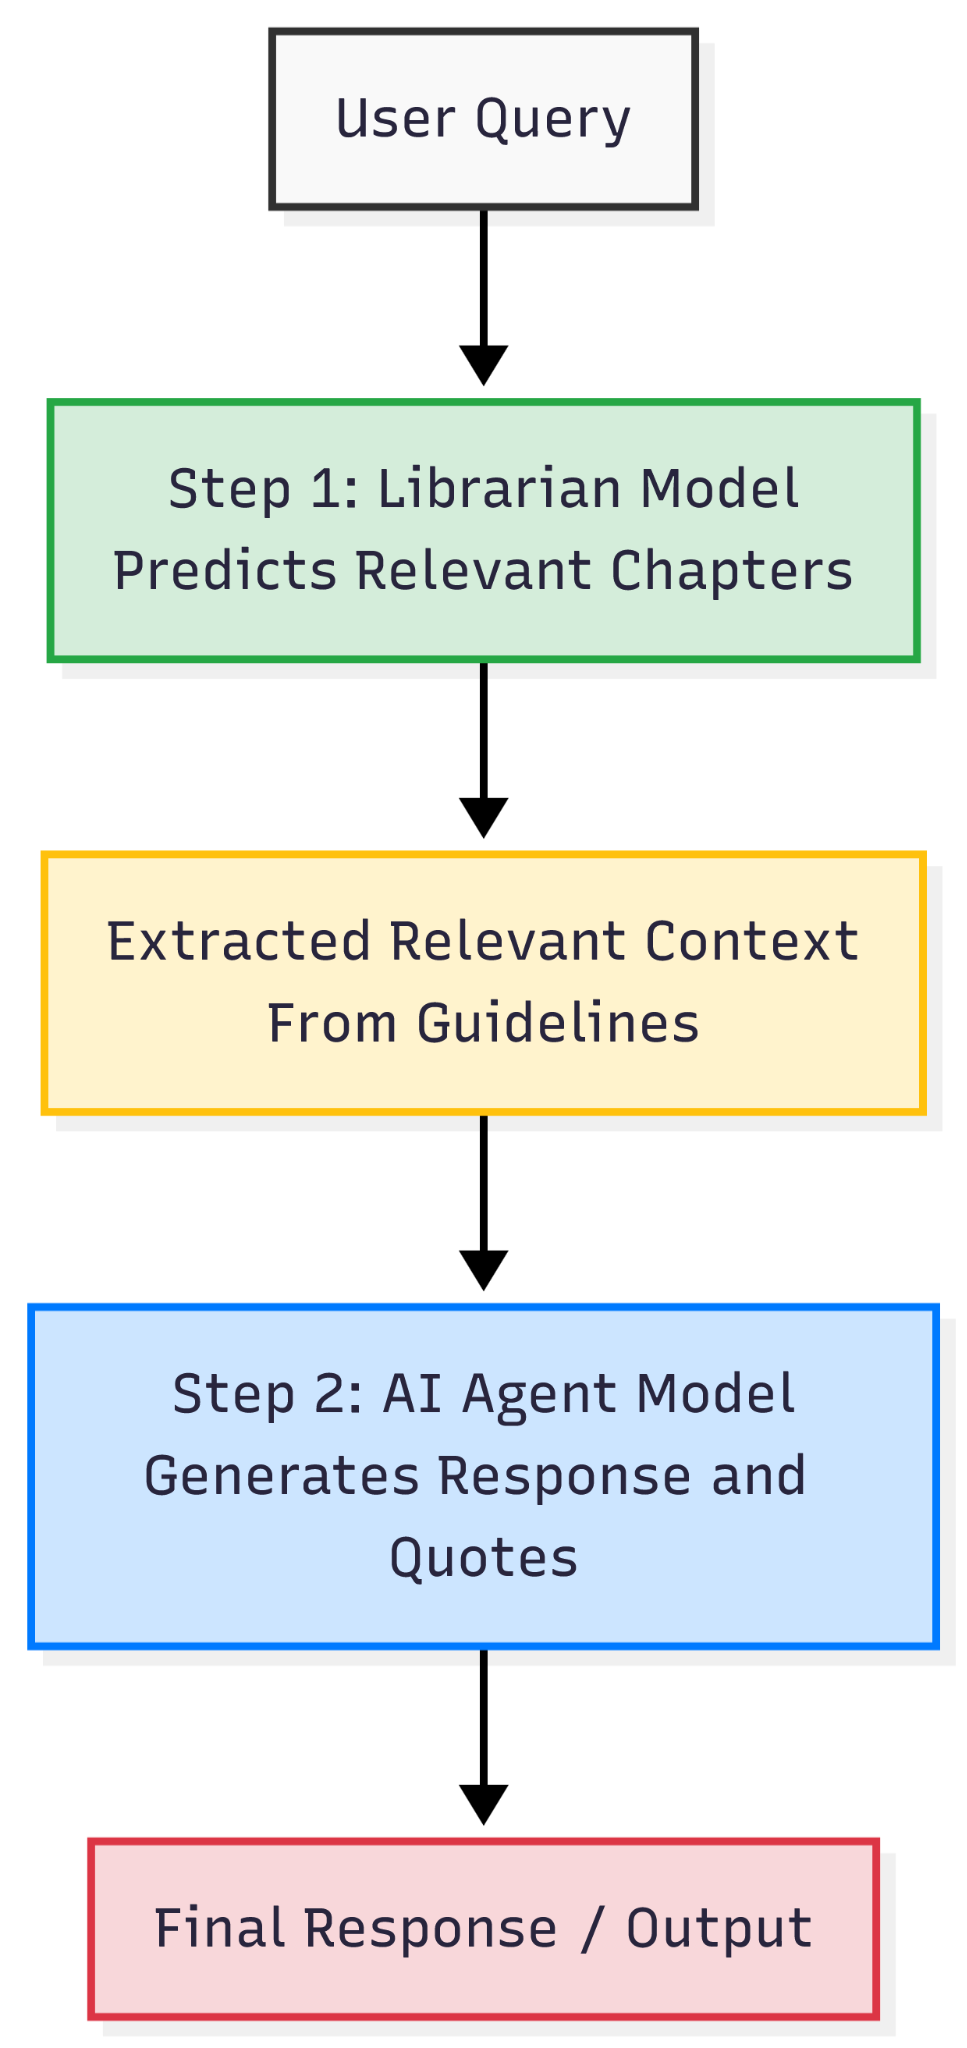 User Query
Step 1: Librarian Model
Predicts Relevant Chapters
Extracted Relevant Context
From Guidelines
Step 2: AI Agent Model
Generates Response and
Quotes
Final Response / Output